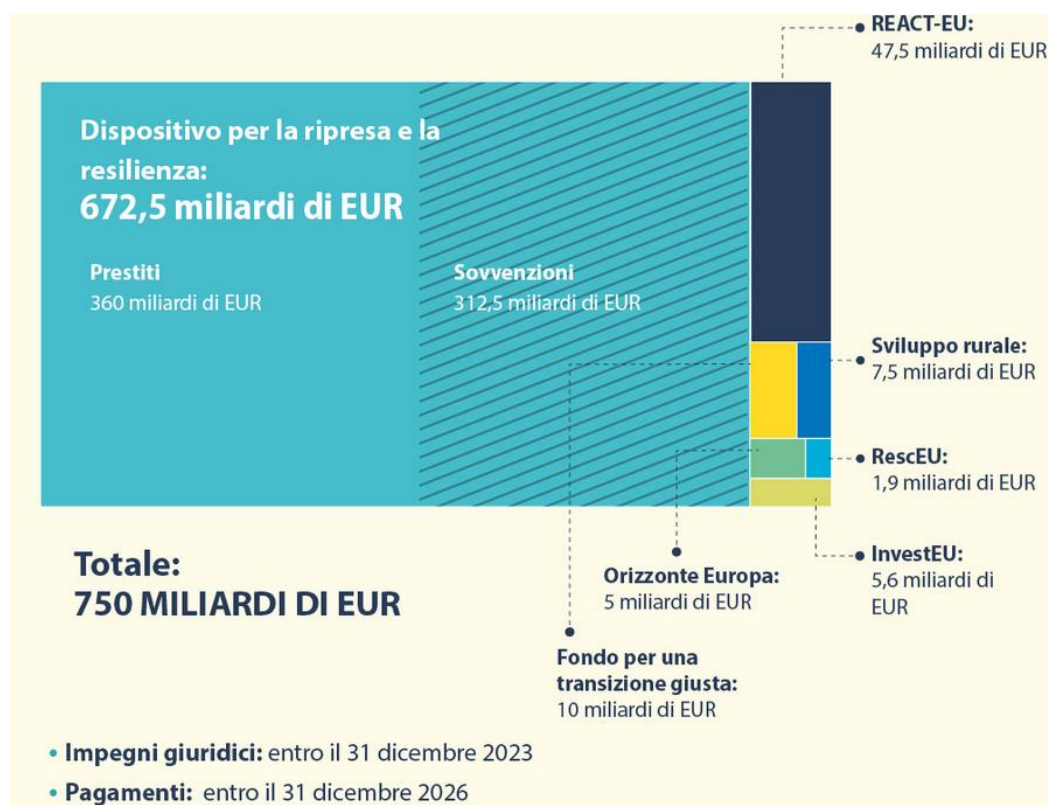 REACT-EU:
47,5 miliardi di EUR
Dispositivo per la ripresa e la
resilienza:
672,5 miliardi di EUR
Prestiti
360 miliardi di EUR
Sovvenzioni
312,5 miliardi di EUR
Sviluppo rurale:
7,5 miliardi di EUR
RescEU:
1,9 miliardi di EUR
InvestEU:
5,6 miliardi di
EUR
Orizzonte Europa:
5 miliardi di EUR
Fondo per una
transizione giusta:
10 miliardi di EUR
Totale:
750 MILIARDI DI EUR
• Impegni giuridici: entro il 31 dicembre 2023
• Pagamenti: entro il 31 dicembre 2026